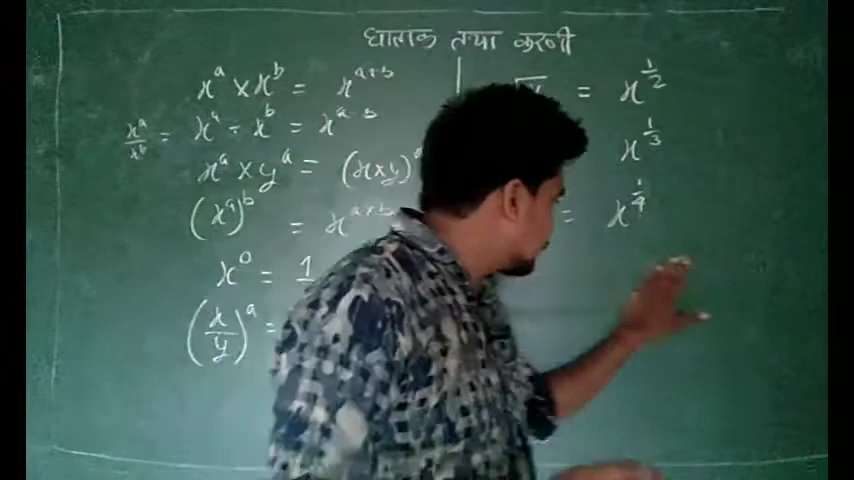 घातांक तथा करणी
x^a × x^b = x^{a+b}
x^a/x^b = x^a ÷ x^b = x^{a-b}
x^a × y^a = (x×y)^a
(x^a)^b = x^{a×b}
x^0 = 1
(x/y)^a =
= x^{1/2}
x^{1/3}
= x^{1/4}